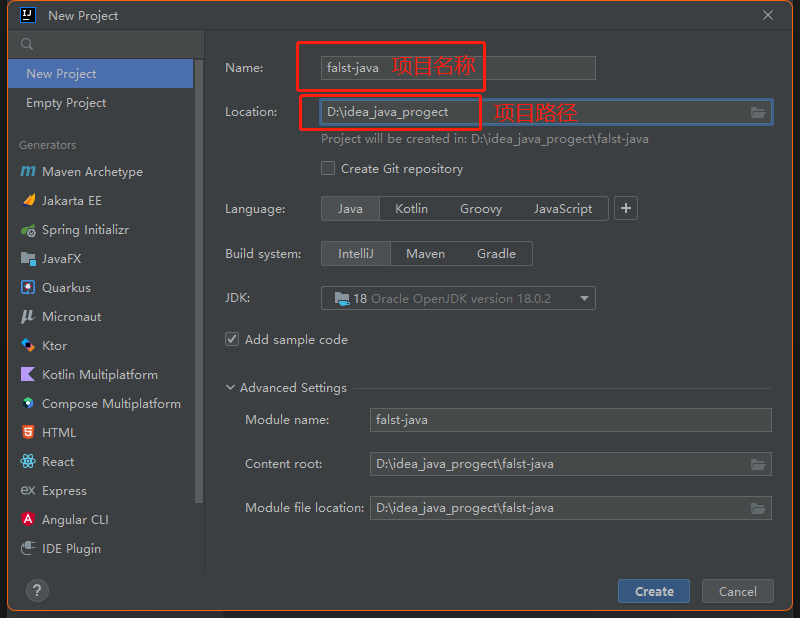 New Project
New Project
Empty Project
Generators
Maven Archetype
Jakarta EE
Spring Initializr
JavaFX
Quarkus
Micronaut
Ktor
Kotlin Multiplatform
Compose Multiplatform
HTML
React
Express
Angular CLI
IDE Plugin
Name: falst-java 项目名称
Location: D:\idea_java_progect 项目路径
Project will be created in: D:\idea_java_progect\falst-java
Create Git repository
Language: Java Kotlin Groovy JavaScript +
Build system: IntelliJ Maven Gradle
JDK: 18 Oracle OpenJDK version 18.0.2
Add sample code
Advanced Settings
Module name: falst-java
Content root: D:\idea_java_progect\falst-java
Module file location: D:\idea_java_progect\falst-java
? Create Cancel